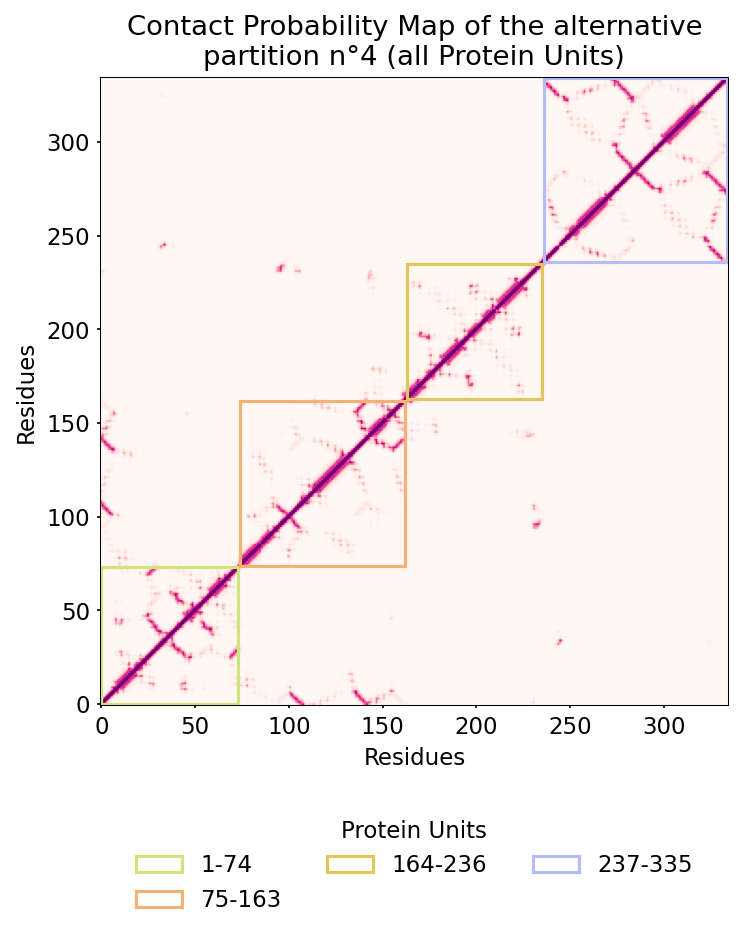 Contact Probability Map of the alternative
partition n°4 (all Protein Units)
300
250
200
150
100
50
0
Residues
0 50 100 150 200 250 300
Residues
Protein Units
1-74 164-236 237-335
75-163